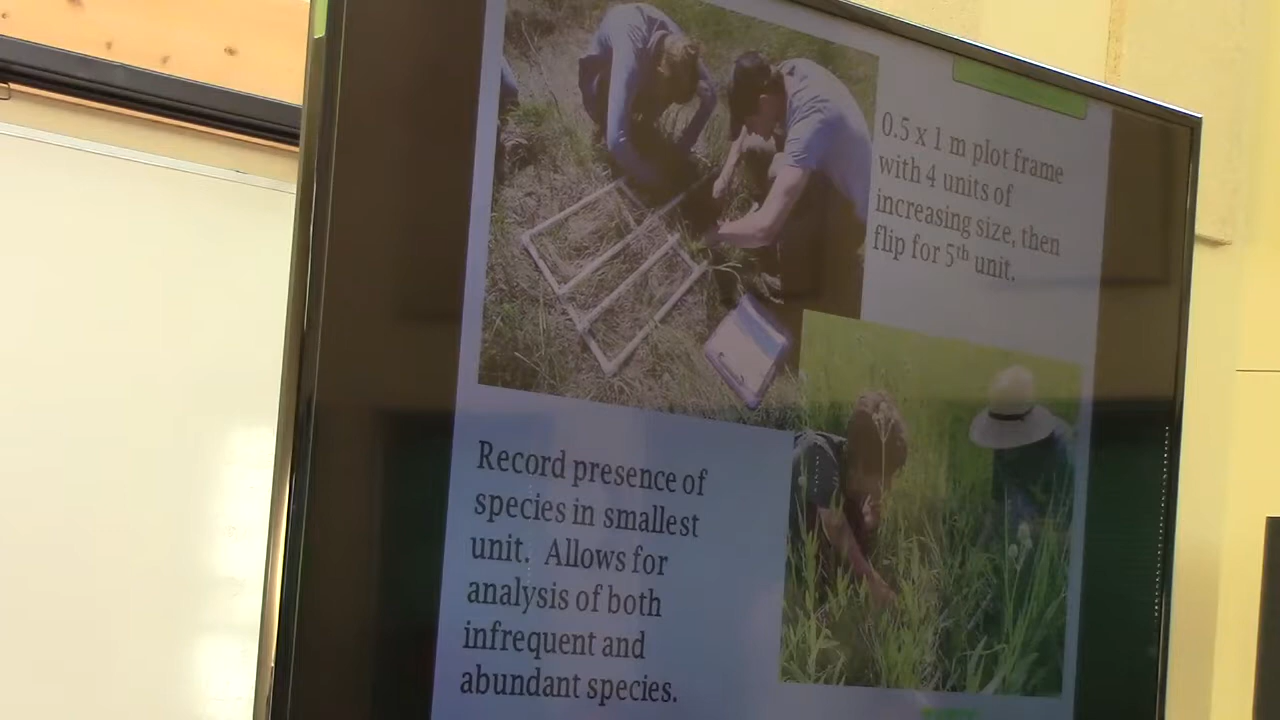 0.5 x 1 m plot frame
with 4 units of
increasing size, then
flip for 5th unit.
Record presence of
species in smallest
unit. Allows for
analysis of both
infrequent and
abundant species.